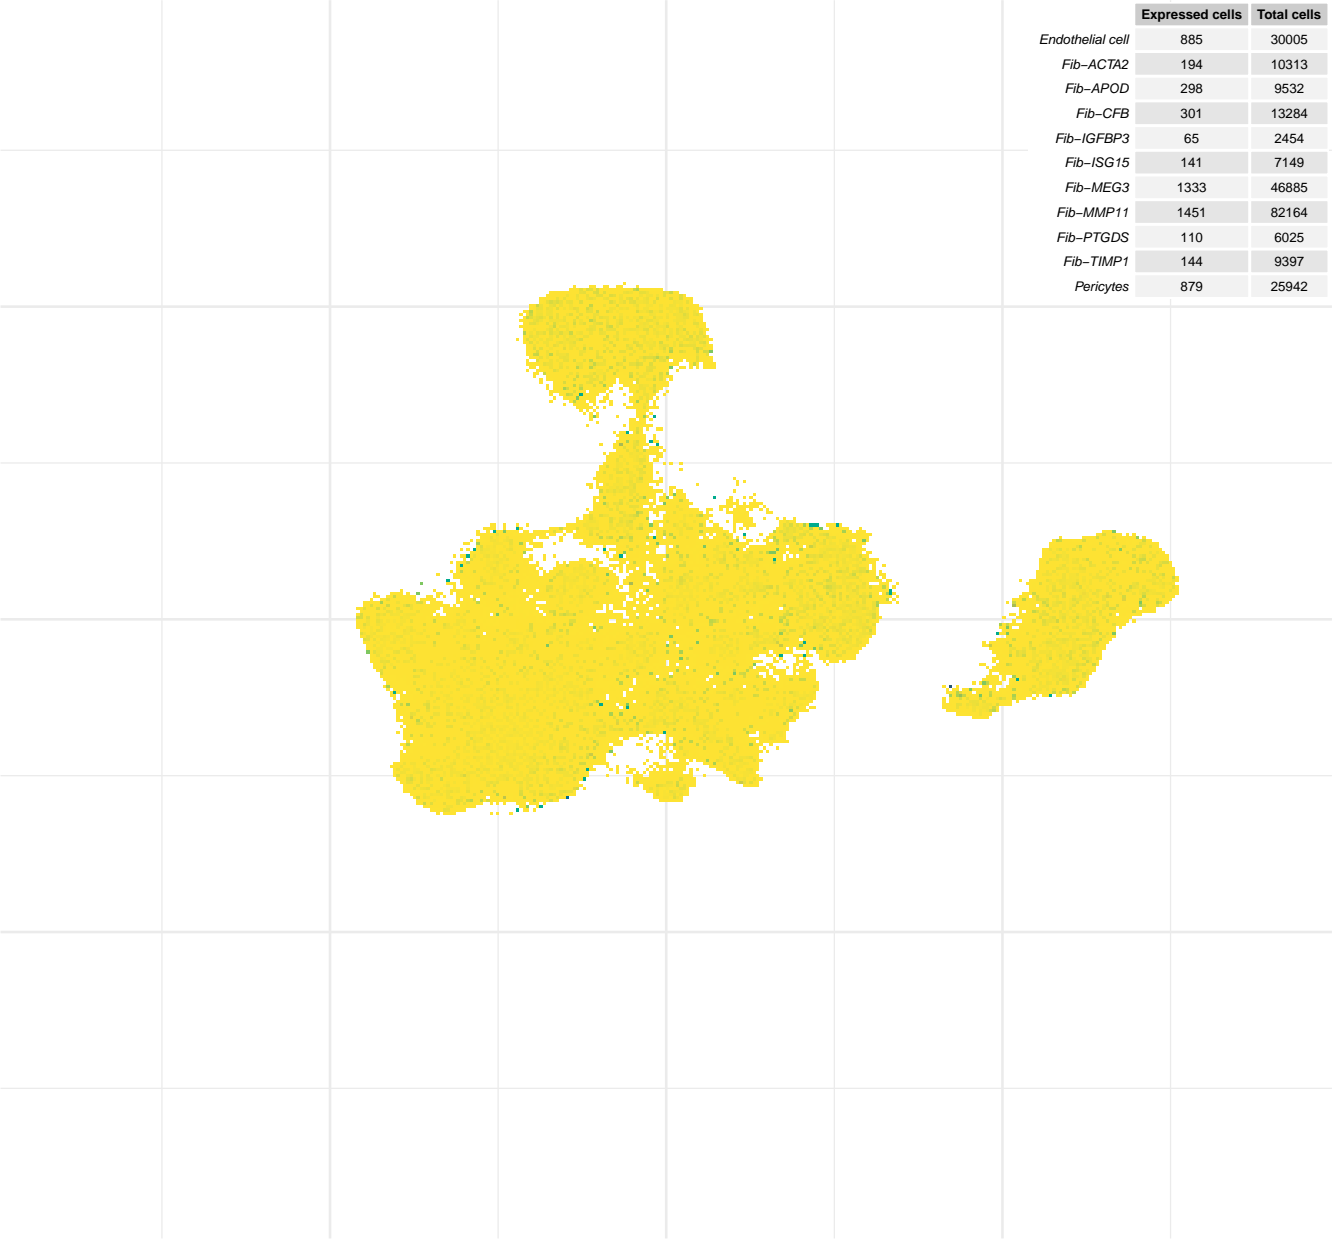 Expressed cells Total cells
Endothelial cell 885 30005
Fib−ACTA2 194 10313
Fib−APOD 298 9532
Fib−CFB 301 13284
Fib−IGFBP3 65 2454
Fib−ISG15 141 7149
Fib−MEG3 1333 46885
Fib−MMP11 1451 82164
Fib−PTGDS 110 6025
Fib−TIMP1 144 9397
Pericytes 879 25942